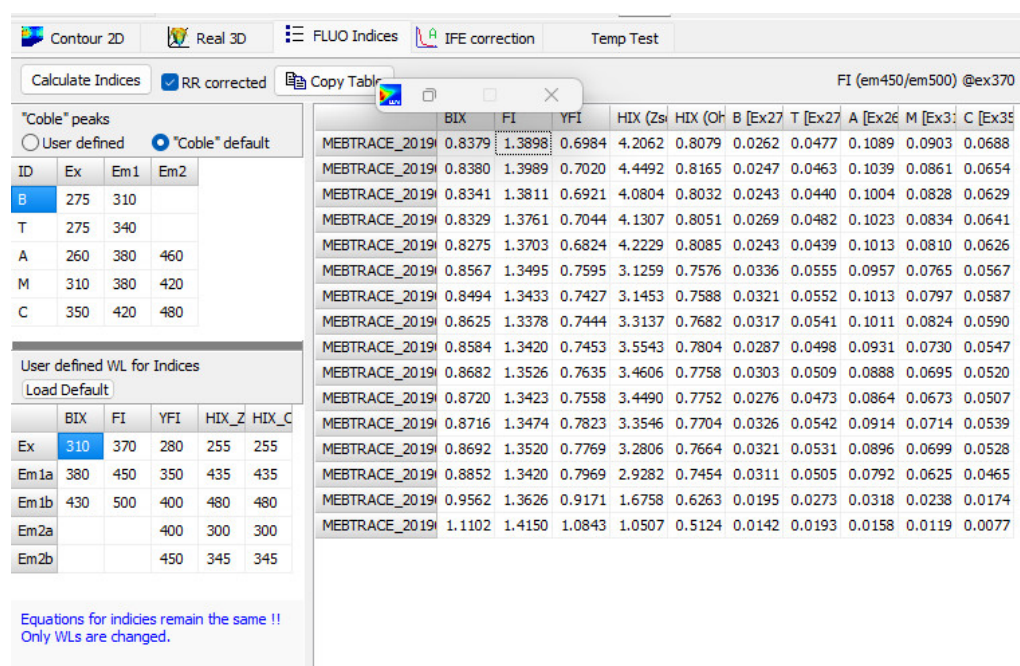 Contour 2D Real 3D FLUO Indices IFE correction Temp Test
Calculate Indices RR corrected Copy Table FI (em450/em500) @ex370
"Coble" peaks
User defined "Coble" default
ID Ex Em1 Em2
B 275 310
T 275 340
A 260 380 460
M 310 380 420
C 350 420 480
User defined WL for Indices
Load Default
BIX FI YFI HIX_Z HIX_C
Ex 310 370 280 255 255
Em1a 380 450 350 435 435
Em1b 430 500 400 480 480
Em2a 400 300 300
Em2b 450 345 345
Equations for indicies remain the same !!
Only WLs are changed.
BIX FI YFI HIX (Zs HIX (Oh B [Ex27 T [Ex27 A [Ex26 M [Ex31 C [Ex35
MEBTRACE_2019 0.8379 1.3898 0.6984 4.2062 0.8079 0.0262 0.0477 0.1089 0.0903 0.0688
MEBTRACE_2019 0.8380 1.3989 0.7020 4.4492 0.8165 0.0247 0.0463 0.1039 0.0861 0.0654
MEBTRACE_2019 0.8341 1.3811 0.6921 4.0804 0.8032 0.0243 0.0440 0.1004 0.0828 0.0629
MEBTRACE_2019 0.8329 1.3761 0.7044 4.1307 0.8051 0.0269 0.0482 0.1023 0.0834 0.0641
MEBTRACE_2019 0.8275 1.3703 0.6824 4.2229 0.8085 0.0243 0.0439 0.1013 0.0810 0.0626
MEBTRACE_2019 0.8567 1.3495 0.7595 3.1259 0.7576 0.0336 0.0555 0.0957 0.0765 0.0567
MEBTRACE_2019 0.8494 1.3433 0.7427 3.1453 0.7588 0.0321 0.0552 0.1013 0.0797 0.0587
MEBTRACE_2019 0.8625 1.3378 0.7444 3.3137 0.7682 0.0317 0.0541 0.1011 0.0824 0.0590
MEBTRACE_2019 0.8584 1.3420 0.7453 3.5543 0.7804 0.0287 0.0498 0.0931 0.0730 0.0547
MEBTRACE_2019 0.8682 1.3526 0.7635 3.4606 0.7758 0.0303 0.0509 0.0888 0.0695 0.0520
MEBTRACE_2019 0.8720 1.3423 0.7558 3.4490 0.7752 0.0276 0.0473 0.0864 0.0673 0.0507
MEBTRACE_2019 0.8716 1.3474 0.7823 3.3546 0.7704 0.0326 0.0542 0.0914 0.0714 0.0539
MEBTRACE_2019 0.8692 1.3520 0.7769 3.2806 0.7664 0.0321 0.0531 0.0896 0.0699 0.0528
MEBTRACE_2019 0.8852 1.3420 0.7969 2.9282 0.7454 0.0311 0.0505 0.0792 0.0625 0.0465
MEBTRACE_2019 0.9562 1.3626 0.9171 1.6758 0.6263 0.0195 0.0273 0.0318 0.0238 0.0174
MEBTRACE_2019 1.1102 1.4150 1.0843 1.0507 0.5124 0.0142 0.0193 0.0158 0.0119 0.0077